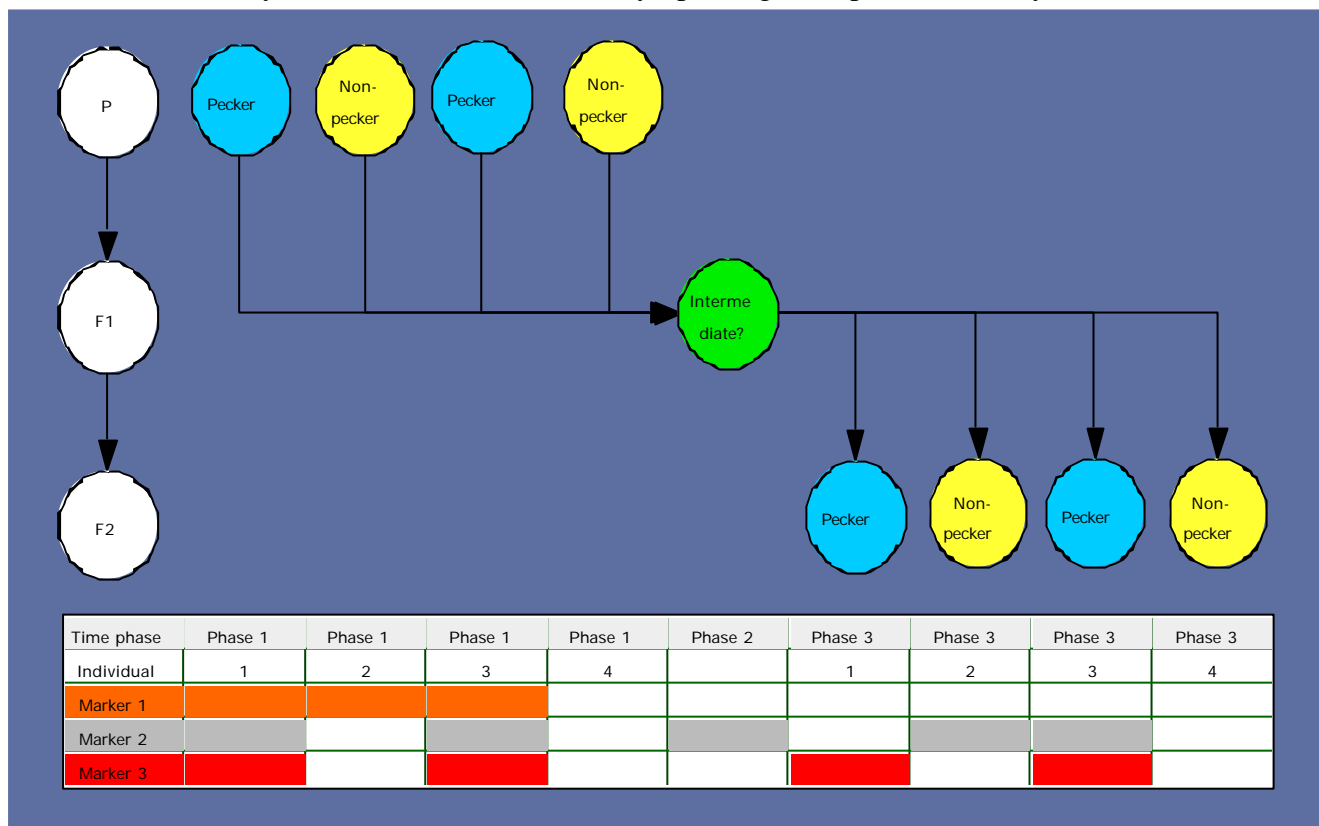 P
Pecker
Non-
pecker
Pecker
Non-
pecker
F1
Interme
diate?
F2
Pecker
Non-
pecker
Pecker
Non-
pecker
Time phase Phase 1 Phase 1 Phase 1 Phase 1 Phase 2 Phase 3 Phase 3 Phase 3 Phase 3
Individual 1 2 3 4 1 2 3 4
Marker 1
Marker 2
Marker 3